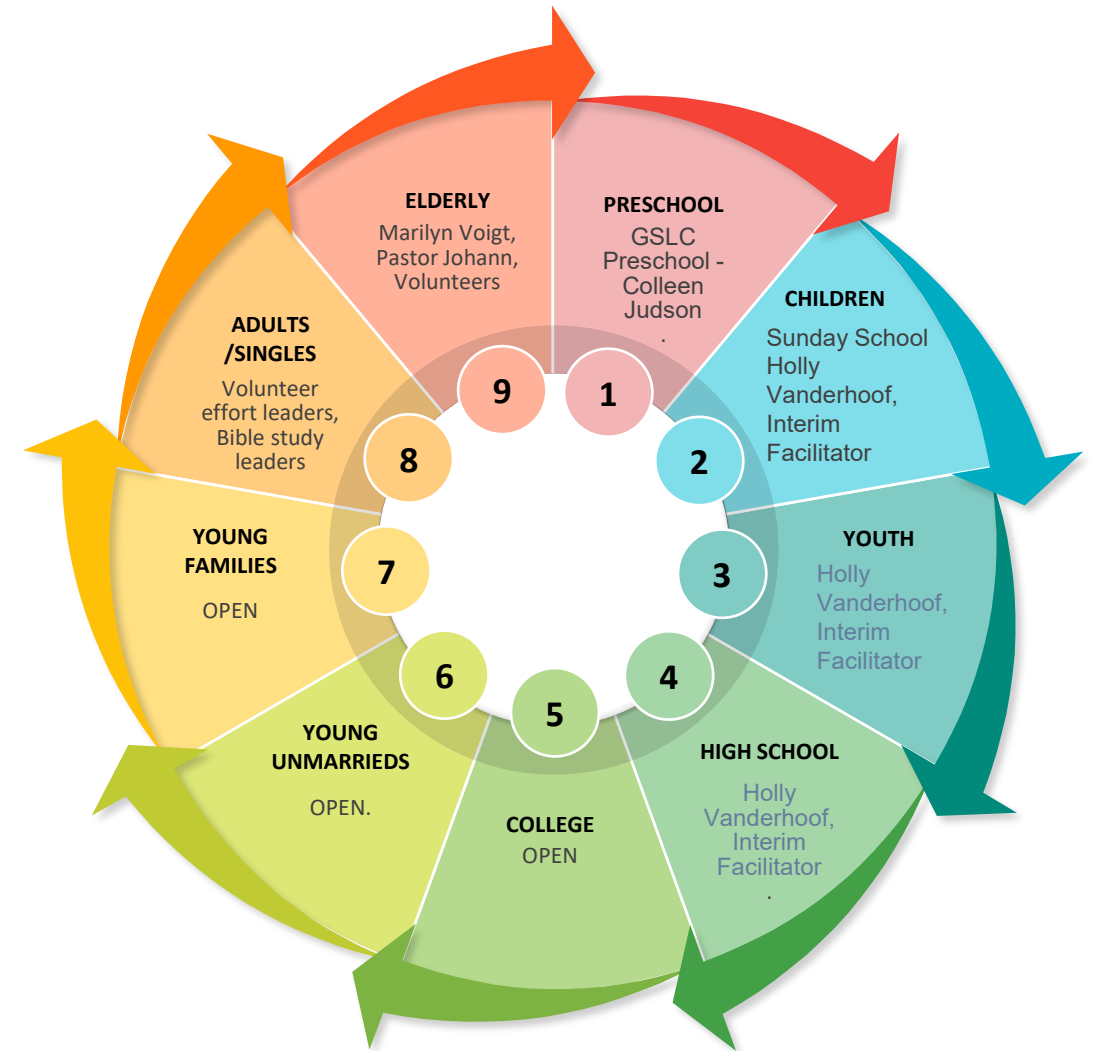 PRESCHOOL
GSLC
Preschool -
Colleen
Judson
.
1
CHILDREN
Sunday School
Holly
Vanderhoof,
Interim
Facilitator
2
YOUTH
Holly
Vanderhoof,
Interim
Facilitator
3
HIGH SCHOOL
Holly
Vanderhoof,
Interim
Facilitator
.
4
COLLEGE
OPEN
5
YOUNG
UNMARRIEDS
OPEN.
6
YOUNG
FAMILIES
OPEN
7
ADULTS
/SINGLES
Volunteer
effort leaders,
Bible study
leaders
8
ELDERLY
Marilyn Voigt,
Pastor Johann,
Volunteers
9